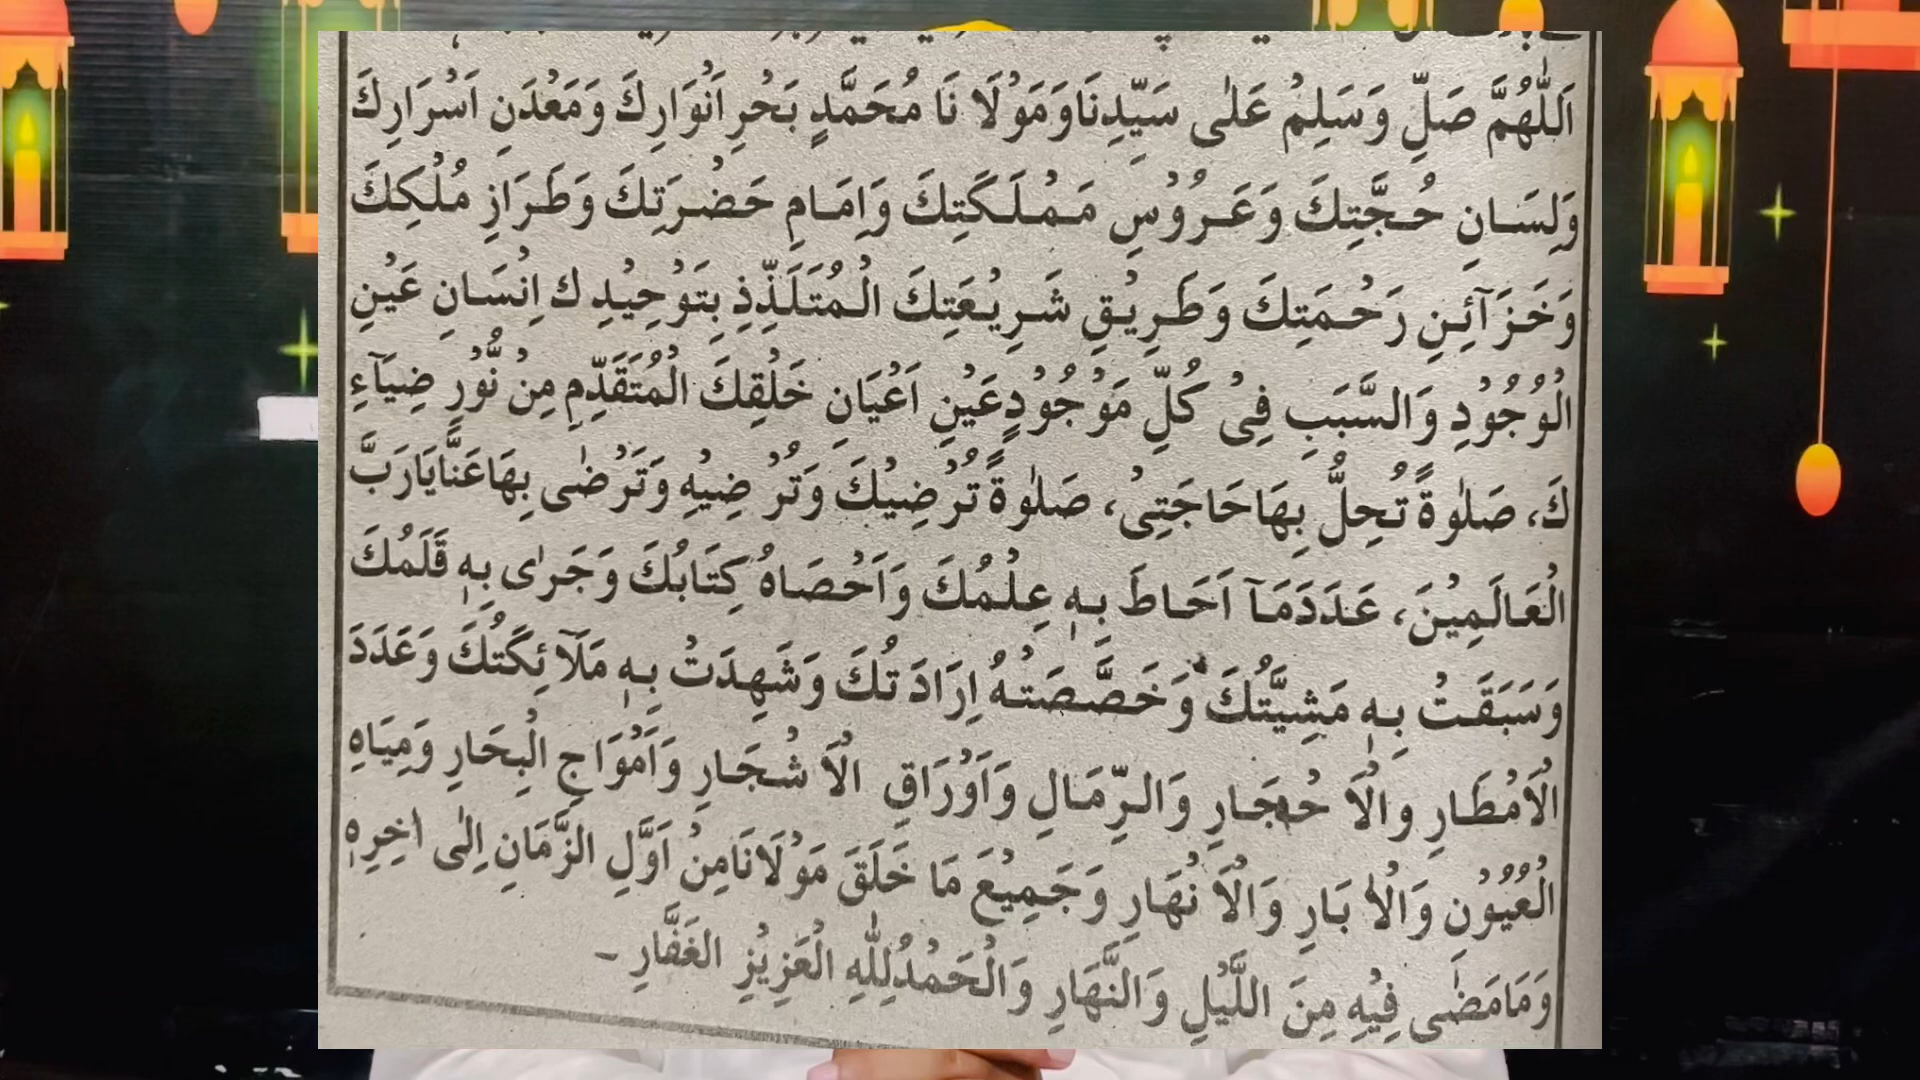 اَللّٰهُمَّ صَلِّ وَسَلِمْ عَلٰى سَيِّدِنَا وَمَوْلَا نَا مُحَمَّدٍ بَحْرِ اَنْوَارِكَ وَمَعْدَنِ اَسْرَارِكَ
وَلِسَانِ حُجَّتِكَ وَعَرُوْسِ مَمْلَكَتِكَ وَاِمَامِ حَضْرَتِكَ وَطَرَازِ مُلْكِكَ
وَخَزَآئِنِ رَحْمَتِكَ وَطَرِيْقِ شَرِيْعَتِكَ الْمُتَلَذِّذِ بِتَوْحِيْدِ كَ اِنْسَانِ عَيْنِ
الْوُجُوْدِ وَالسَّبَبِ فِىْ كُلِّ مَوْجُوْدٍ عَيْنِ اَعْيَانِ خَلْقِكَ الْمُتَقَدِّمِ مِنْ نُّوْرِ ضِيَآءِ
كَ، صَلٰوةً تُحِلُّ بِهَا حَاجَتِىْ، صَلٰوةً تُرْضِيْكَ وَتُرْ ضِيْهِ وَتَرْضٰى بِهَا عَنَّا يَا رَبَّ
الْعَالَمِيْنَ، عَدَدَمَآ اَحَاطَ بِهٖ عِلْمُكَ وَاَحْصَاهُ كِتَابُكَ وَجَرٰى بِهٖ قَلَمُكَ
وَسَبَقَتْ بِهٖ مَشِيَّتُكَ وَخَصَّصَتْهُ اِرَادَ تُكَ وَشَهِدَتْ بِهٖ مَلَآئِكَتُكَ وَعَدَدَ
الْاَمْطَارِ وَالْاَ حْجَارِ وَالرِّمَالِ وَاَوْرَاقِ الْاَ شْجَارِ وَاَمْوَاجِ الْبِحَارِ وَمِيَاهِ
الْعُيُوْنِ وَالْاٰ بَارِ وَالْاَ نْهَارِ وَجَمِيْعَ مَا خَلَقَ مَوْلَانَا مِنْ اَوَّلِ الزَّمَانِ اِلٰى اٰخِرِهٖ
وَمَا مَضٰى فِيْهِ مِنَ اللَّيْلِ وَالنَّهَارِ وَالْحَمْدُ لِلّٰهِ الْعَزِيْزِ الْغَفَّارِ ۔